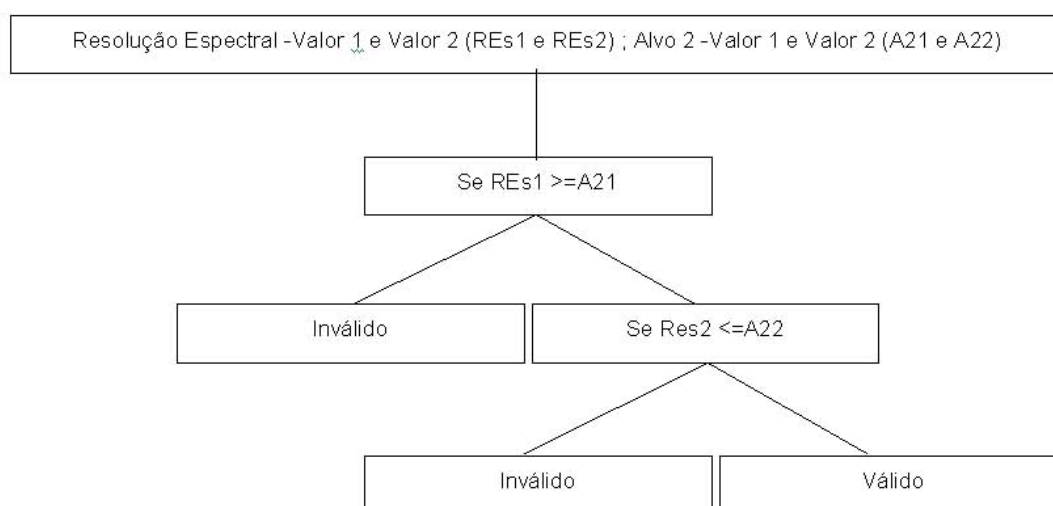 Resolução Espectral -Valor 1 e Valor 2 (REs1 e REs2) ; Alvo 2 -Valor 1 e Valor 2 (A21 e A22)
Se REs1 >=A21
Inválido
Se Res2 <=A22
Inválido
Válido